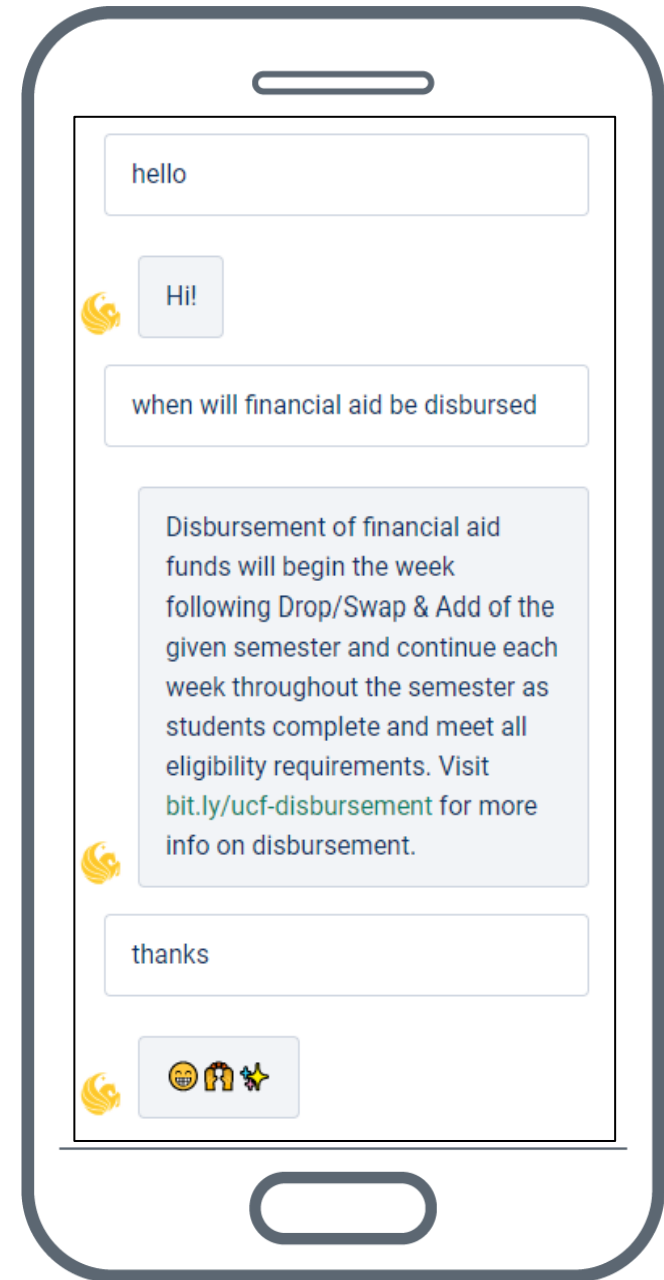 hello
Hi!
when will financial aid be disbursed
Disbursement of financial aid
funds will begin the week
following Drop/Swap & Add of the
given semester and continue each
week throughout the semester as
students complete and meet all
eligibility requirements. Visit
bit.ly/ucf-disbursement for more
info on disbursement.
thanks
😁🙌✨